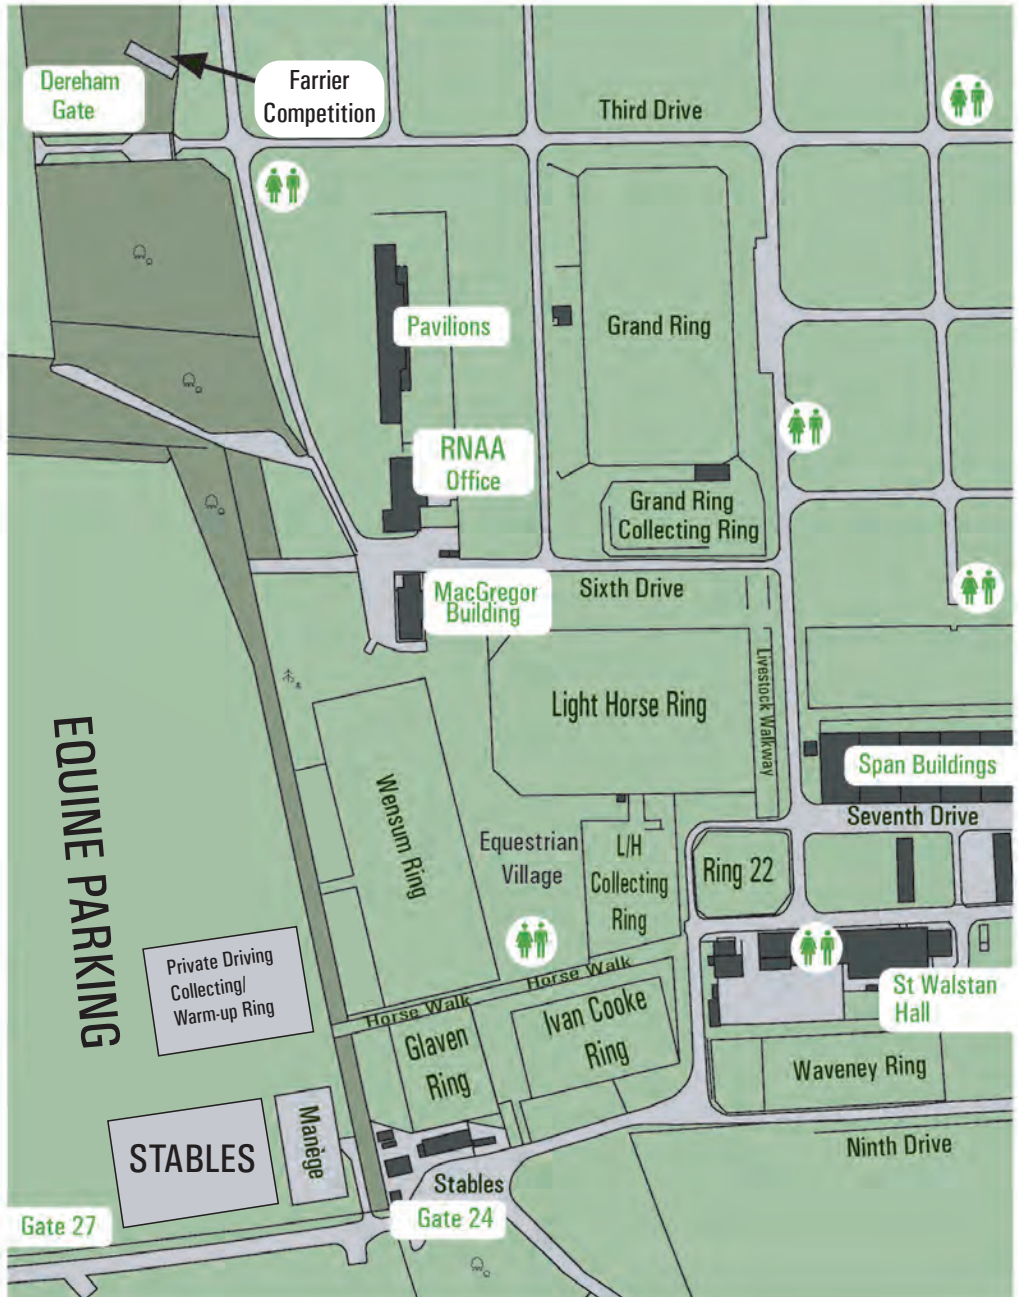 Dereham
Gate
Farrier
Competition
Third Drive
Pavilions
Grand Ring
RNAA
Office
Grand Ring
Collecting Ring
MacGregor
Building
Sixth Drive
Light Horse Ring
Livestock Walkway
Span Buildings
Seventh Drive
EQUINE PARKING
Wensum Ring
Equestrian
Village
L/H
Collecting
Ring
Ring 22
Private Driving
Collecting/
Warm-up Ring
Horse Walk
Horse Walk
St Walstan
Hall
Glaven
Ring
Ivan Cooke
Ring
Waveney Ring
STABLES
Manège
Ninth Drive
Stables
Gate 27
Gate 24